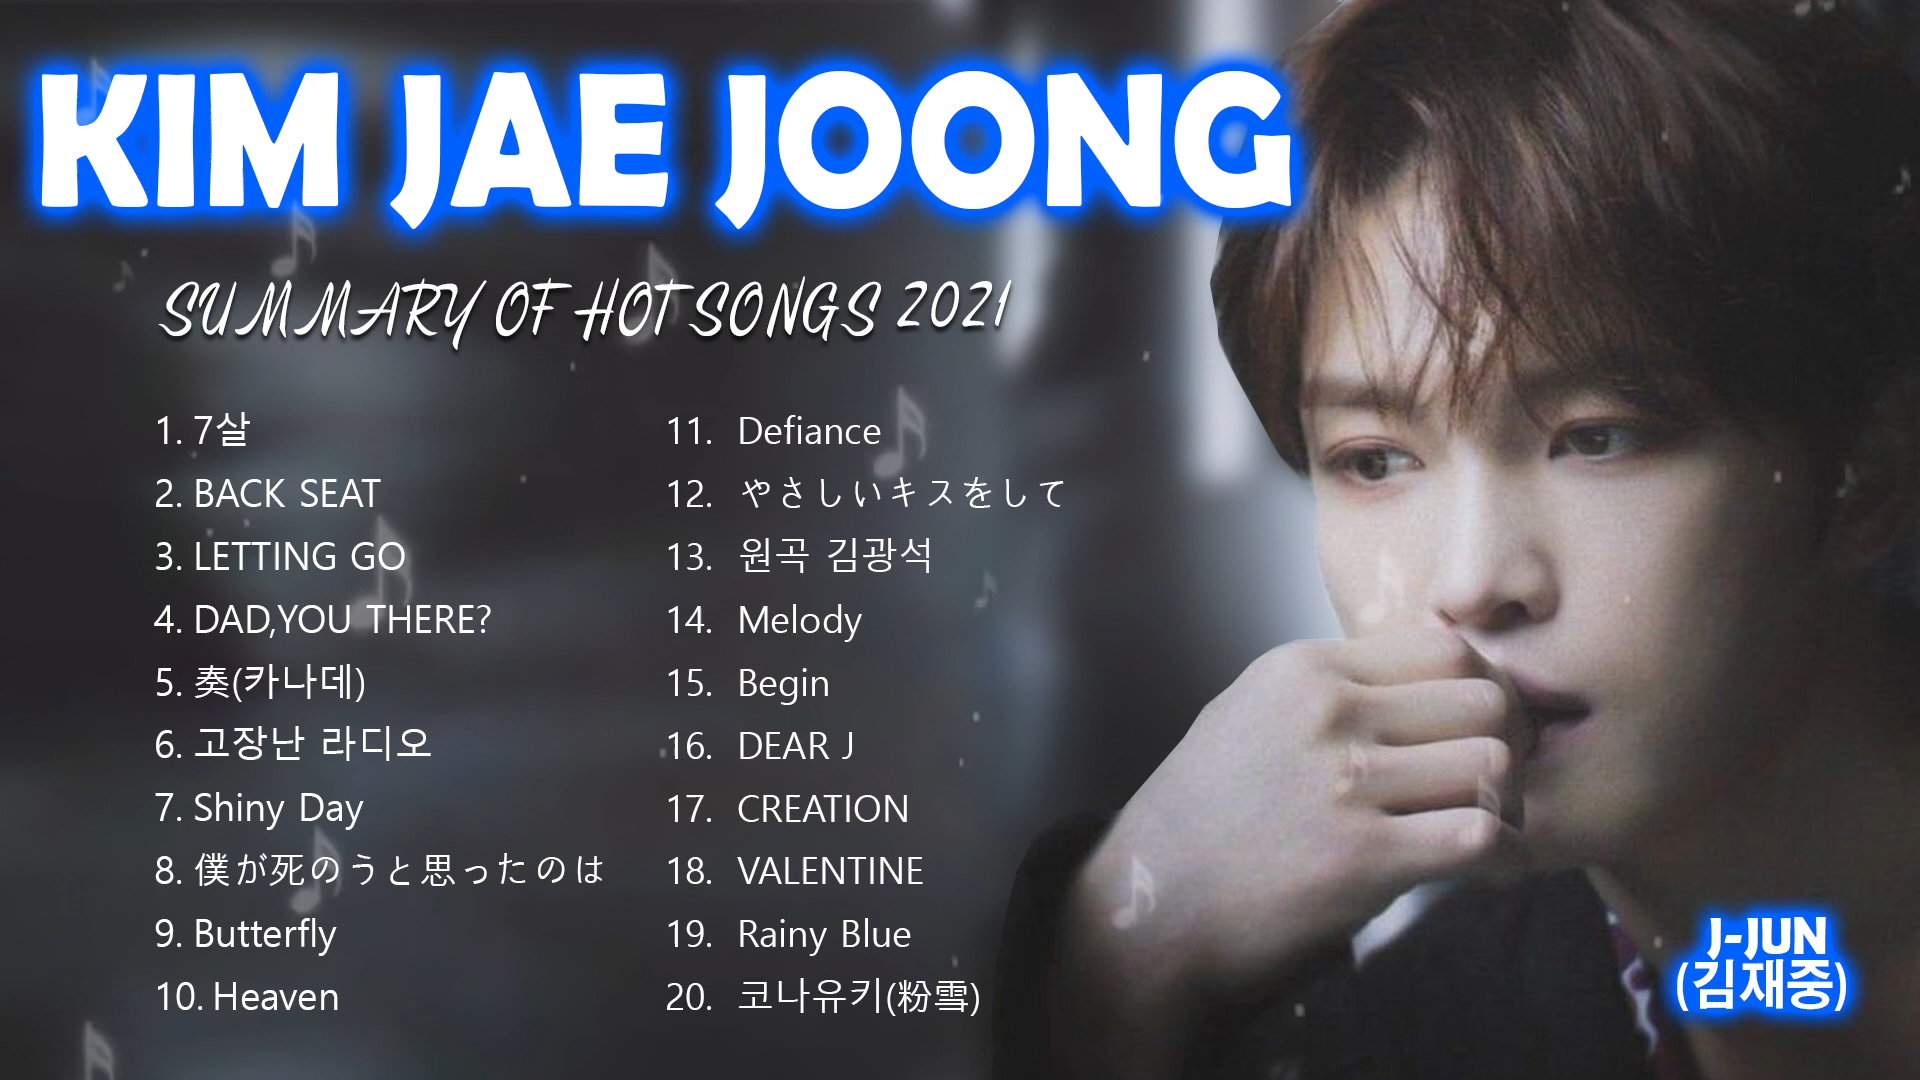 KIM JAE JOONG
SUMMARY OF HOT SONGS 2021
1. 7살
2. BACK SEAT
3. LETTING GO
4. DAD,YOU THERE?
5. 奏(카나데)
6. 고장난 라디오
7. Shiny Day
8. 僕が死のうと思ったのは
9. Butterfly
10. Heaven
11. Defiance
12. やさしいキスをして
13. 원곡 김광석
14. Melody
15. Begin
16. DEAR J
17. CREATION
18. VALENTINE
19. Rainy Blue
20. 코나유키(粉雪)
J-JUN
(김재중)